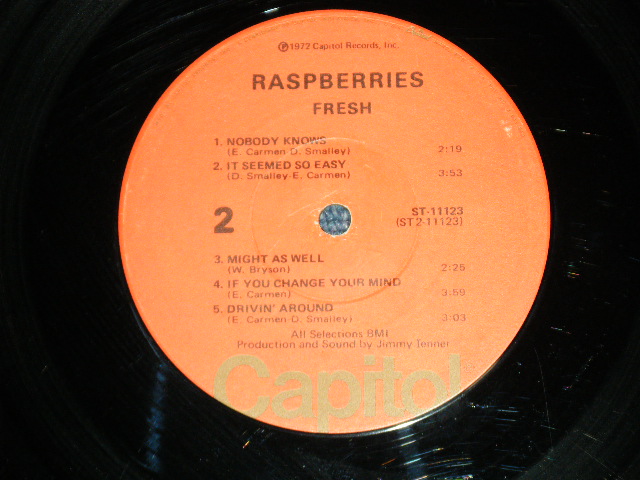 ℗1972 Capitol Records, Inc.
RASPBERRIES
FRESH
1. NOBODY KNOWS
(E. Carmen-D. Smalley) 2:19
2. IT SEEMED SO EASY
(D. Smalley-E. Carmen) 3:53
2
ST-11123
(ST2-11123)
3. MIGHT AS WELL
(W. Bryson) 2:25
4. IF YOU CHANGE YOUR MIND
(E. Carmen) 3:59
5. DRIVIN' AROUND
(E. Carmen-D. Smalley) 3:03
All Selections BMI
Production and Sound by Jimmy Ienner
Capitol